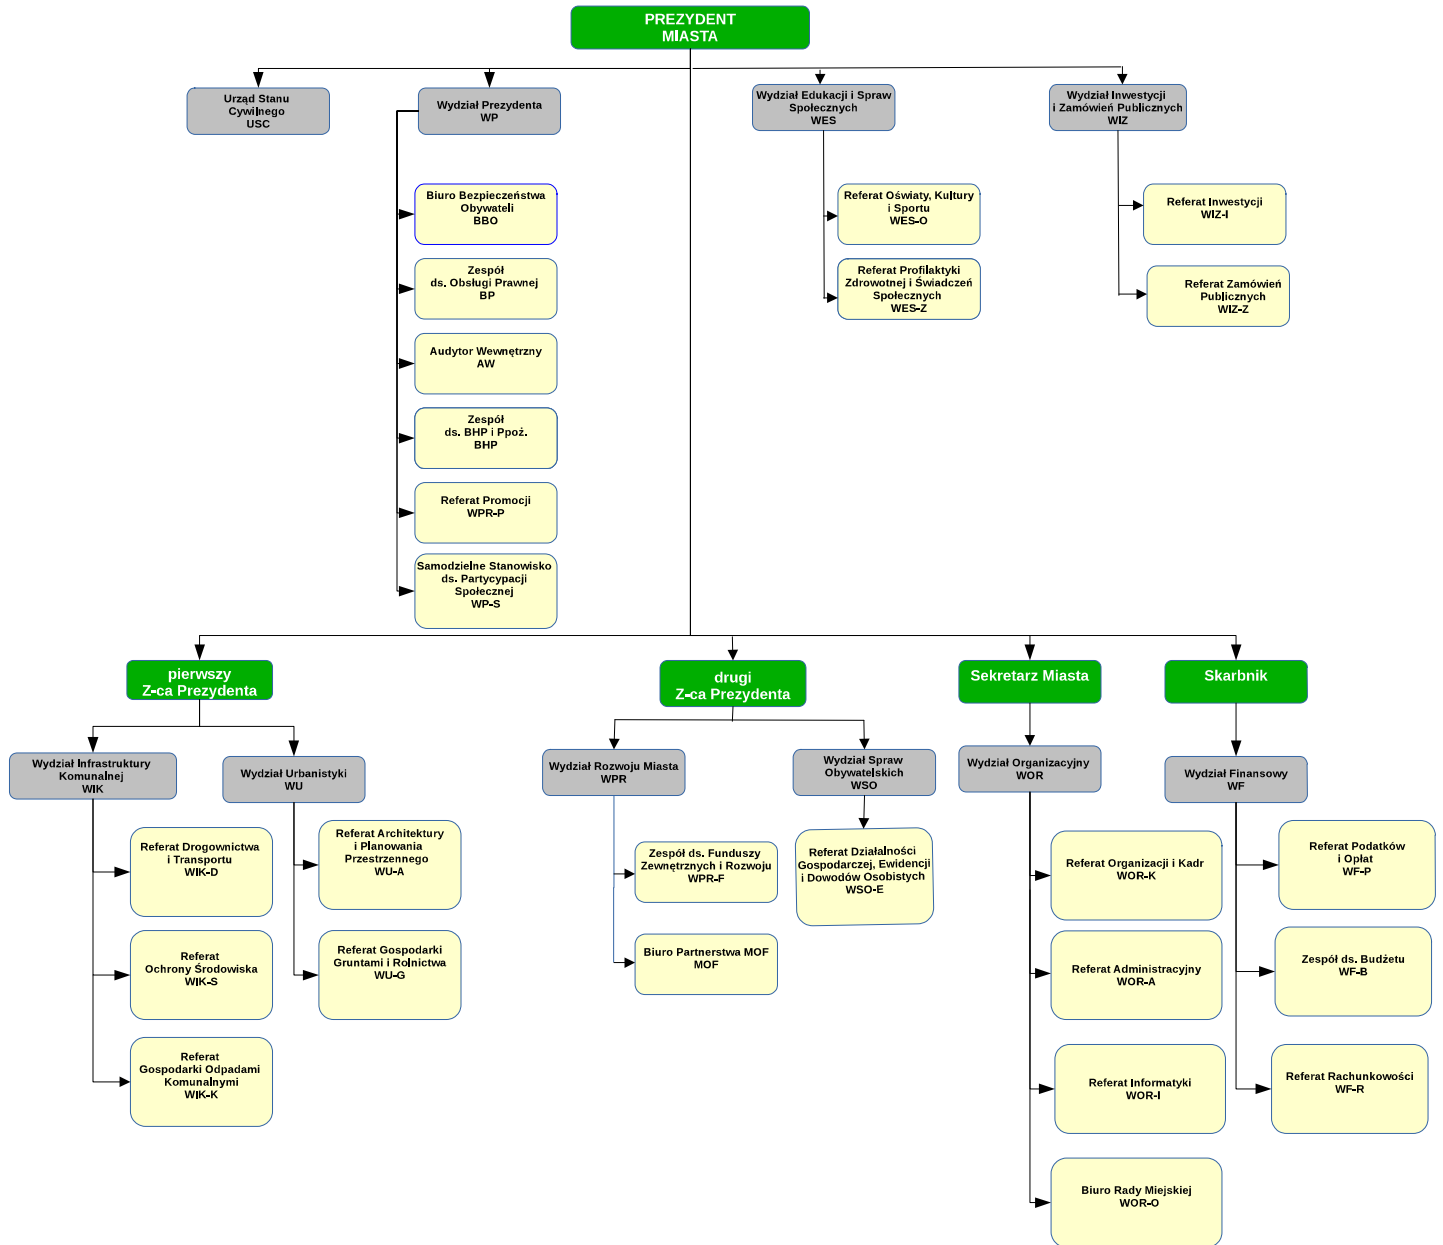 PREZYDENT
MIASTA
Urząd Stanu
Cywilnego
USC
Wydział Prezydenta
WP
Wydział Edukacji i Spraw
Społecznych
WES
Wydział Inwestycji
i Zamówień Publicznych
WIZ
Biuro Bezpieczeństwa
Obywateli
BBO
Zespół
ds. Obsługi Prawnej
BP
Audytor Wewnętrzny
AW
Zespół
ds. BHP i Ppoż.
BHP
Referat Promocji
WPR-P
Samodzielne Stanowisko
ds. Partycypacji
Społecznej
WP-S
Referat Oświaty, Kultury
i Sportu
WES-O
Referat Profilaktyki
Zdrowotnej i Świadczeń
Społecznych
WES-Z
Referat Inwestycji
WIZ-I
Referat Zamówień
Publicznych
WIZ-Z
pierwszy
Z-ca Prezydenta
drugi
Z-ca Prezydenta
Sekretarz Miasta
Skarbnik
Wydział Infrastruktury
Komunalnej
WIK
Wydział Urbanistyki
WU
Wydział Rozwoju Miasta
WPR
Wydział Spraw
Obywatelskich
WSO
Wydział Organizacyjny
WOR
Wydział Finansowy
WF
Referat Drogownictwa
i Transportu
WIK-D
Referat
Ochrony Środowiska
WIK-S
Referat
Gospodarki Odpadami
Komunalnymi
WIK-K
Referat Architektury
i Planowania
Przestrzennego
WU-A
Referat Gospodarki
Gruntami i Rolnictwa
WU-G
Zespół ds. Funduszy
Zewnętrznych i Rozwoju
WPR-F
Biuro Partnerstwa MOF
MOF
Referat Działalności
Gospodarczej, Ewidencji
i Dowodów Osobistych
WSO-E
Referat Organizacji i Kadr
WOR-K
Referat Administracyjny
WOR-A
Referat Informatyki
WOR-I
Biuro Rady Miejskiej
WOR-O
Referat Podatków
i Opłat
WF-P
Zespół ds. Budżetu
WF-B
Referat Rachunkowości
WF-R